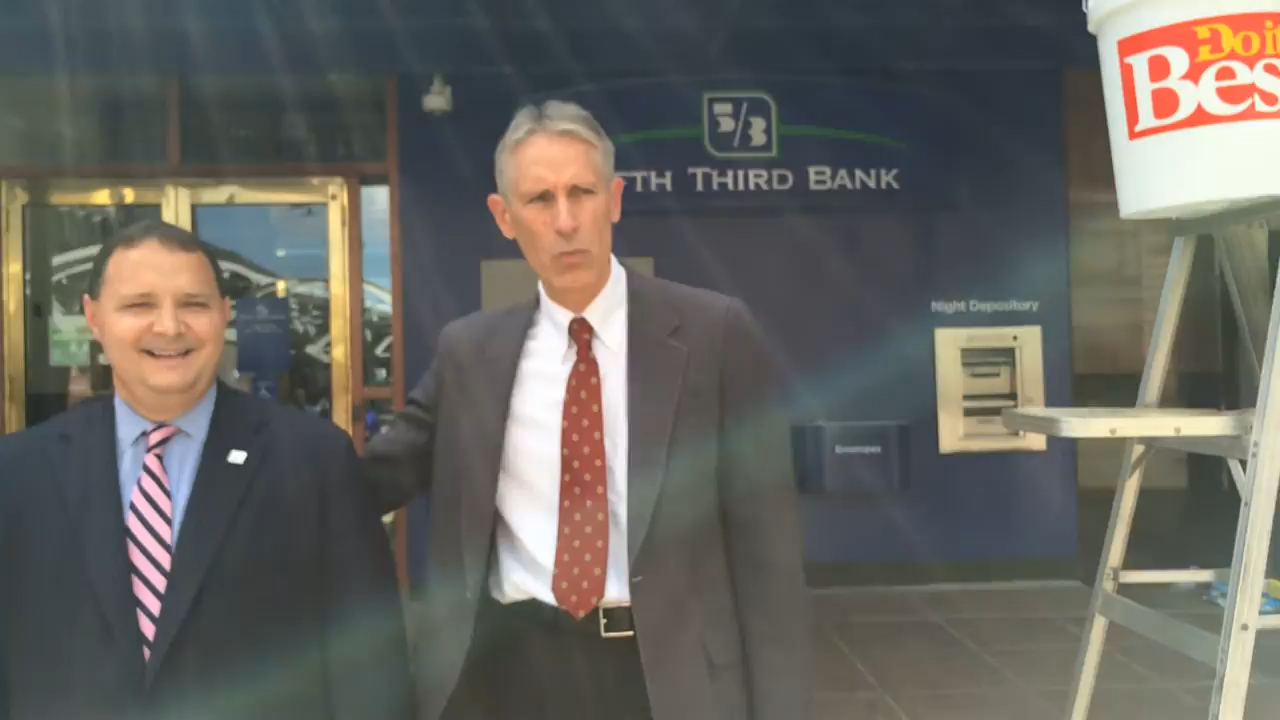 Do it
Bes
5/3
TH THIRD BANK
Night Depository
Envelopes